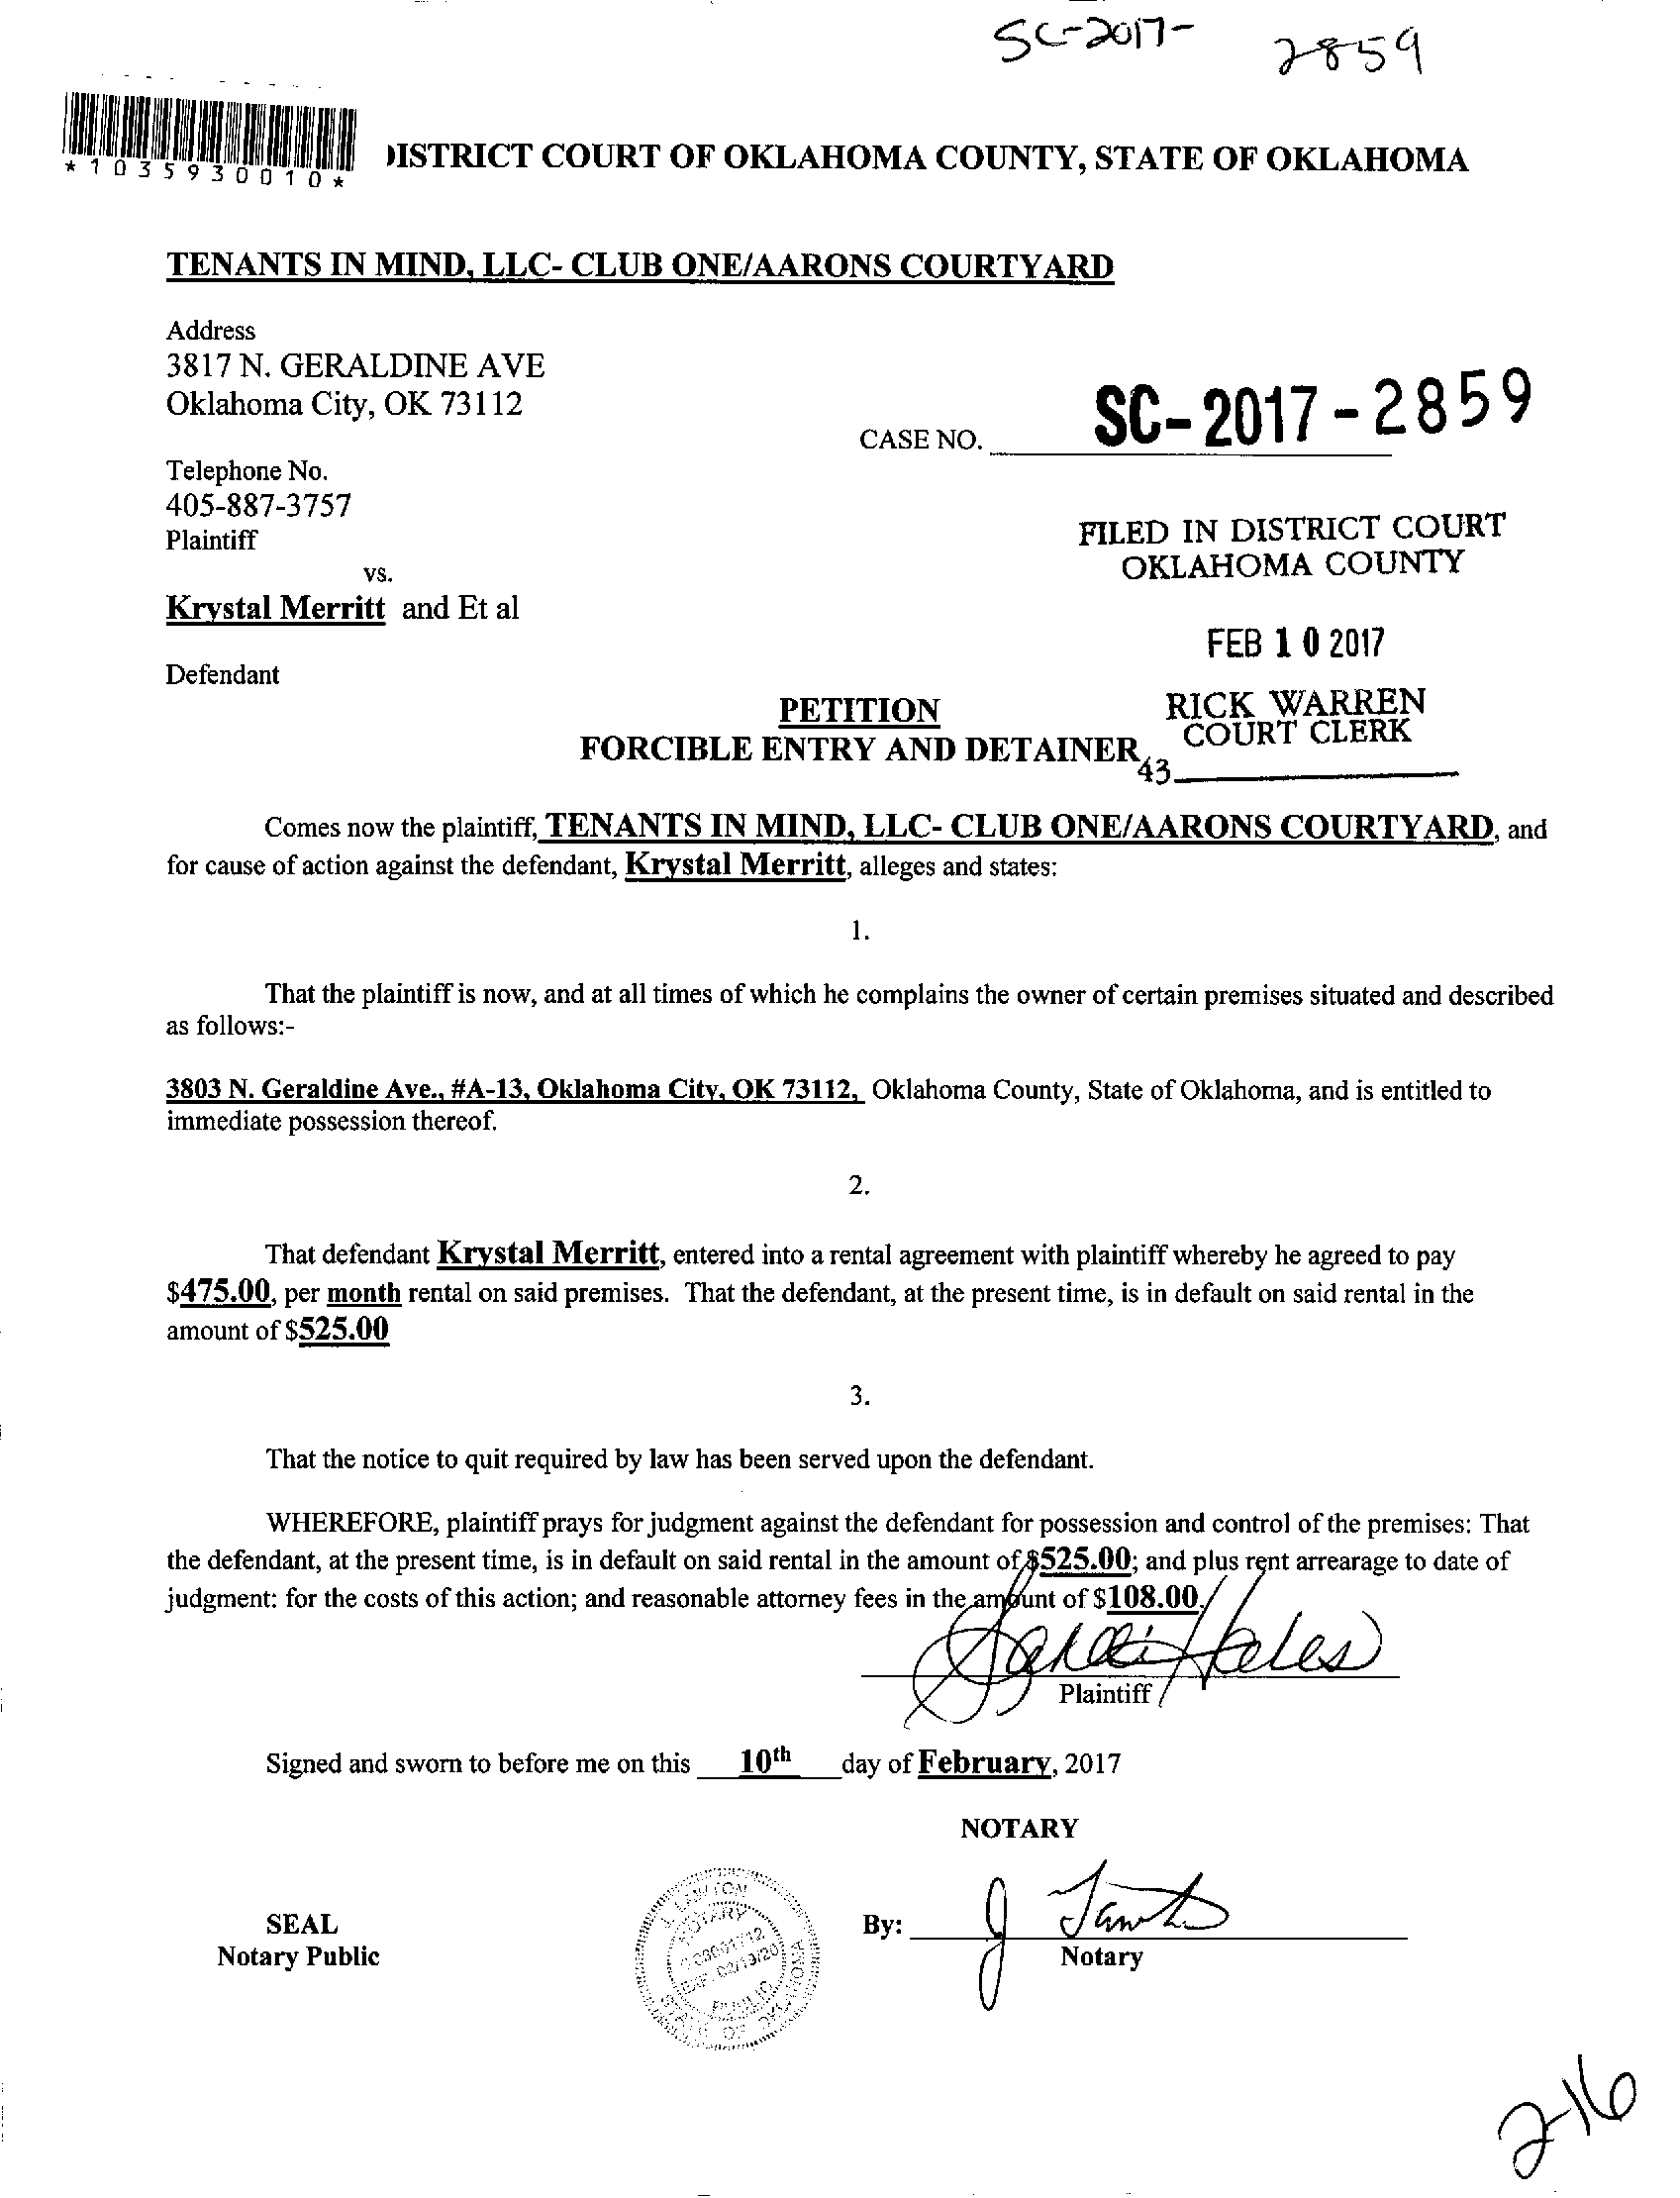 SC-2017- 2859
*1035930010*
DISTRICT COURT OF OKLAHOMA COUNTY, STATE OF OKLAHOMA
TENANTS IN MIND, LLC- CLUB ONE/AARONS COURTYARD
Address
3817 N. GERALDINE AVE
Oklahoma City, OK 73112
CASE NO. SC-2017-2859
Telephone No.
405-887-3757
Plaintiff
FILED IN DISTRICT COURT
OKLAHOMA COUNTY
vs.
Krystal Merritt and Et al
FEB 10 2017
Defendant
RICK WARREN
COURT CLERK
43
PETITION
FORCIBLE ENTRY AND DETAINER
Comes now the plaintiff, TENANTS IN MIND, LLC- CLUB ONE/AARONS COURTYARD, and
for cause of action against the defendant, Krystal Merritt, alleges and states:
1.
That the plaintiff is now, and at all times of which he complains the owner of certain premises situated and described
as follows:-
3803 N. Geraldine Ave., #A-13, Oklahoma City, OK 73112, Oklahoma County, State of Oklahoma, and is entitled to
immediate possession thereof.
2.
That defendant Krystal Merritt, entered into a rental agreement with plaintiff whereby he agreed to pay
$475.00, per month rental on said premises. That the defendant, at the present time, is in default on said rental in the
amount of $525.00
3.
That the notice to quit required by law has been served upon the defendant.
WHEREFORE, plaintiff prays for judgment against the defendant for possession and control of the premises: That
the defendant, at the present time, is in default on said rental in the amount of $525.00; and plus rent arrearage to date of
judgment: for the costs of this action; and reasonable attorney fees in the amount of $108.00.
Plaintiff
Signed and sworn to before me on this 10th day of February, 2017
NOTARY
SEAL
Notary Public
J. LAWTON
NOTARY
PUBLIC
STATE OF OKLAHOMA
By:
Notary
2-16